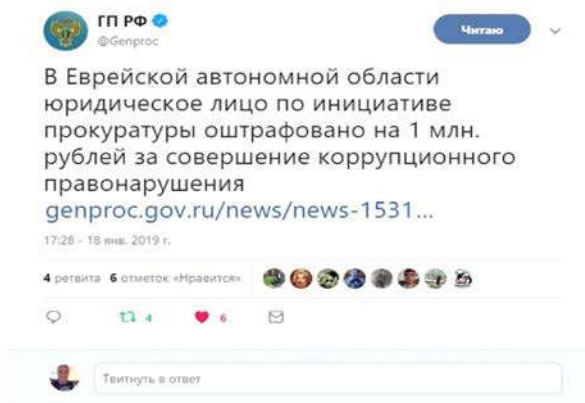 ГП РФ
@Genproc
Читаю
В Еврейской автономной области
юридическое лицо по инициативе
прокуратуры оштрафовано на 1 млн.
рублей за совершение коррупционного
правонарушения
genproc.gov.ru/news/news-1531...
17:28 - 18 янв. 2019 г.
4 ретвита 6 отметок «Нравится»
4 6
Твитнуть в ответ